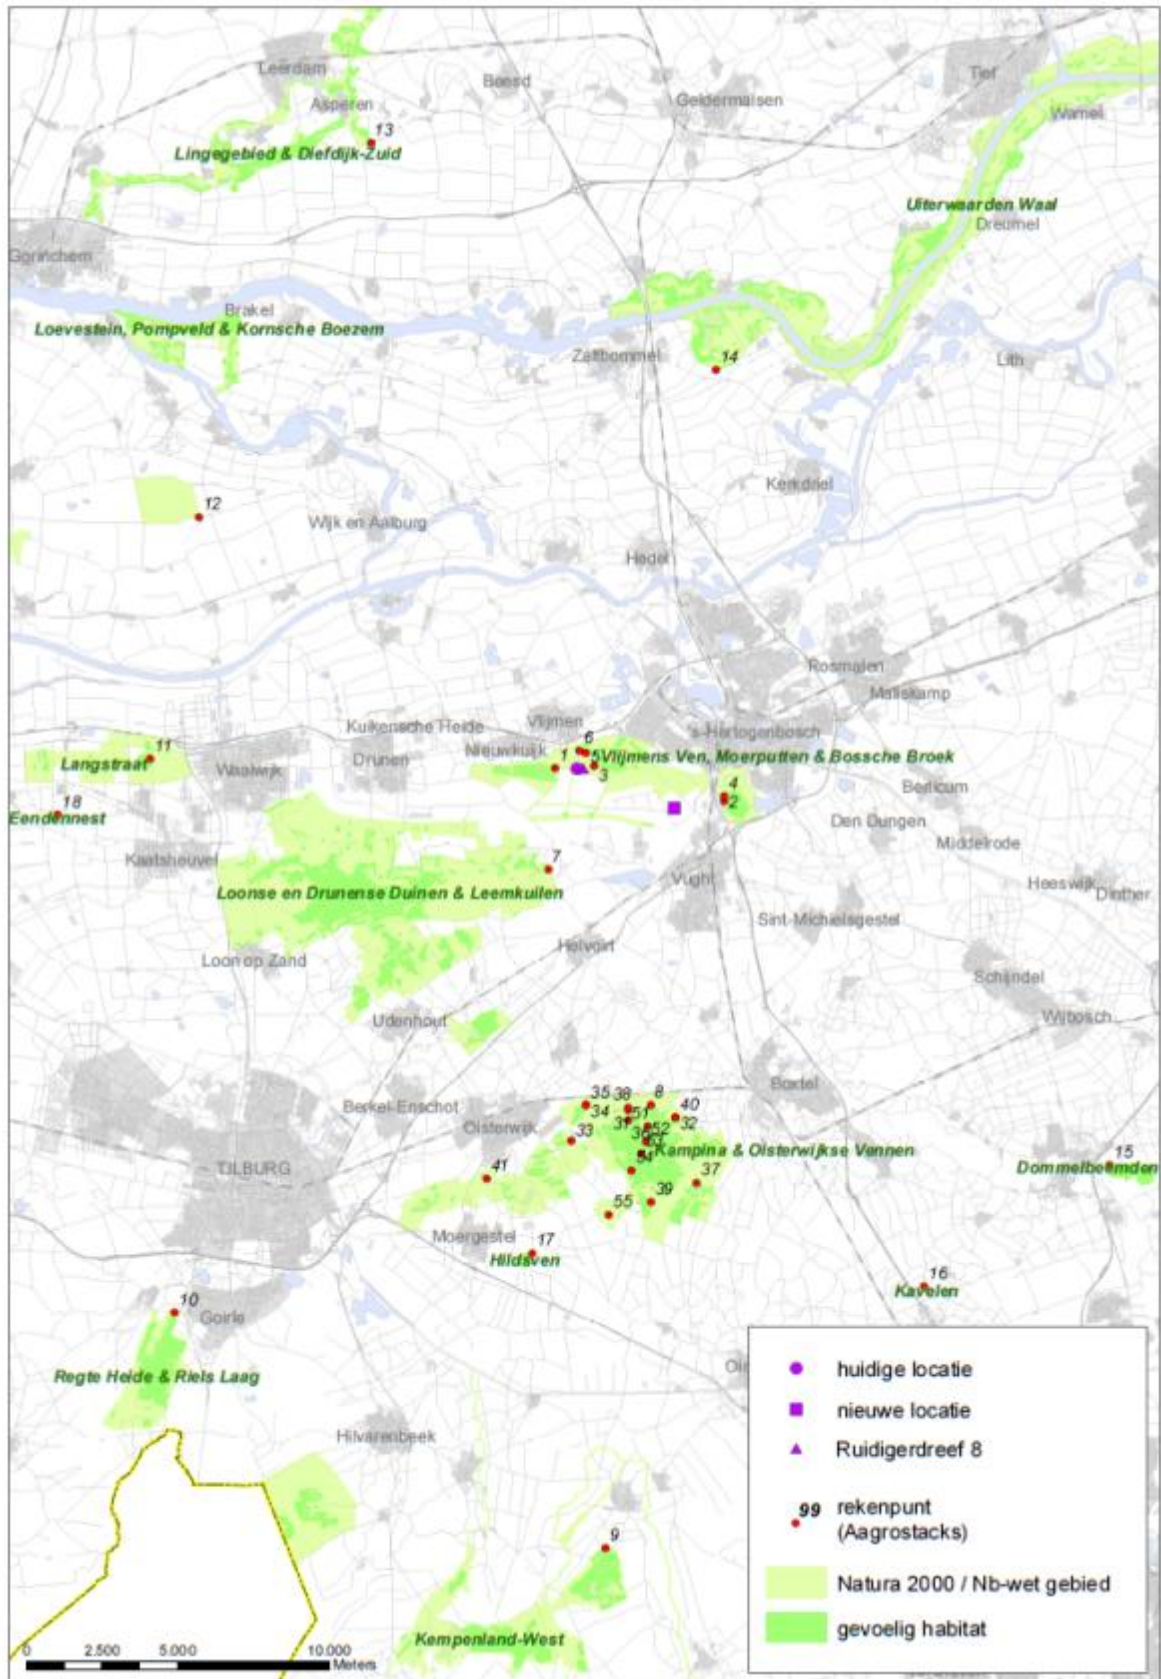 Leerdam
Beesd
Tiel
Asperen
Geldermalsen
Wamel
13
Lingegebied & Diefdijk-Zuid
Uiterwaarden Waal
Dreumel
Gorinchem
Brakel
Loevestein, Pompveld & Kornsche Boezem
Zaltbommel
14
Lith
Kerkdriel
12
Wijk en Aalburg
Hedel
Rosmalen
Maliskamp
Kuikensche Heide
Vlijmen
's-Hertogenbosch
11
Nieuwkuijk
6
Langstraat
Waalwijk
Drunen
1
5
Vlijmens Ven, Moerputten & Bossche Broek
3
4
Berlicum
18
2
Eendennest
Den Dungen
Kaatsheuvel
7
Middelrode
Vught
Heeswijk
Loonse en Drunense Duinen & Leemkuilen
Dinther
Sint-Michielsgestel
Helvoirt
Loon op Zand
Schijndel
Udenhout
Wijbosch
Boxtel
35
38
8
Berkel-Enschot
34
51
40
Oisterwijk
31
52
32
33
Kampina & Oisterwijkse Vennen
TILBURG
54
15
41
37
Dommelbeemden
39
55
Moergestel
17
Hildsven
16
Kavelen
10
Goirle
Regte Heide & Riels Laag
Hilvarenbeek
9
Kempenland-West
0 2.500 5.000 10.000
Meters
huidige locatie
nieuwe locatie
Ruidigerdreef 8
99 rekenpunt
(Aagrostacks)
Natura 2000 / Nb-wet gebied
gevoelig habitat